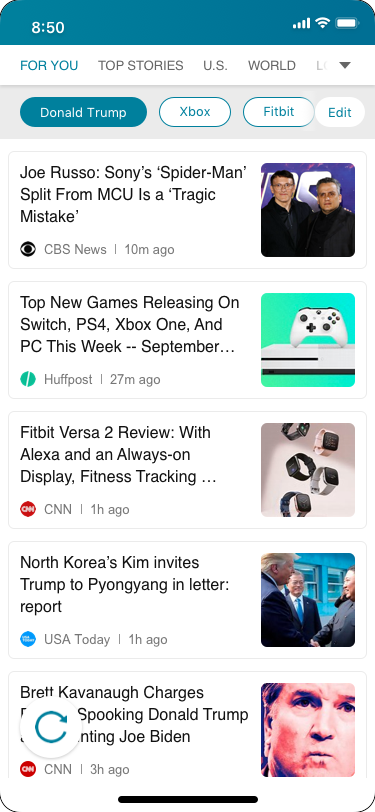 8:50
FOR YOU TOP STORIES U.S. WORLD
Donald Trump Xbox Fitbit Edit
Joe Russo: Sony’s ‘Spider-Man’
Split From MCU Is a ‘Tragic
Mistake’
CBS News | 10m ago
Top New Games Releasing On
Switch, PS4, Xbox One, And
PC This Week -- September…
Huffpost | 27m ago
Fitbit Versa 2 Review: With
Alexa and an Always-on
Display, Fitness Tracking …
CNN | 1h ago
North Korea’s Kim invites
Trump to Pyongyang in letter:
report
USA Today | 1h ago
Brett Kavanaugh Charges
Spooking Donald Trump
Joe Biden
CNN | 3h ago